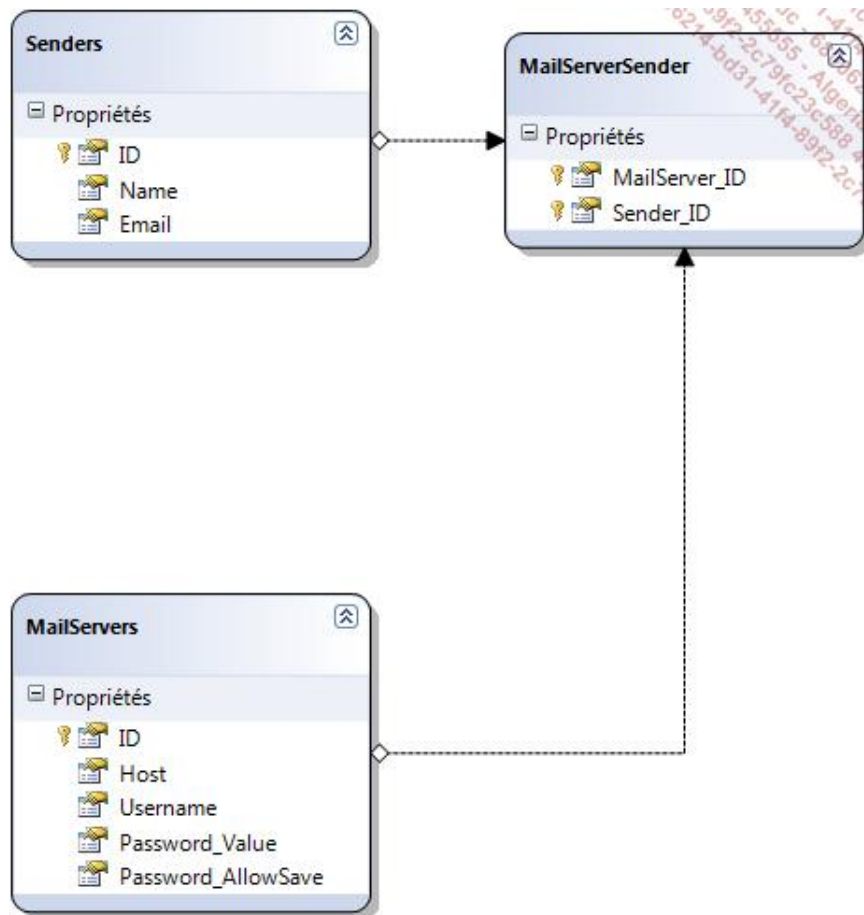 Senders
Propriétés
ID
Name
Email
MailServerSender
Propriétés
MailServer_ID
Sender_ID
MailServers
Propriétés
ID
Host
Username
Password_Value
Password_AllowSave